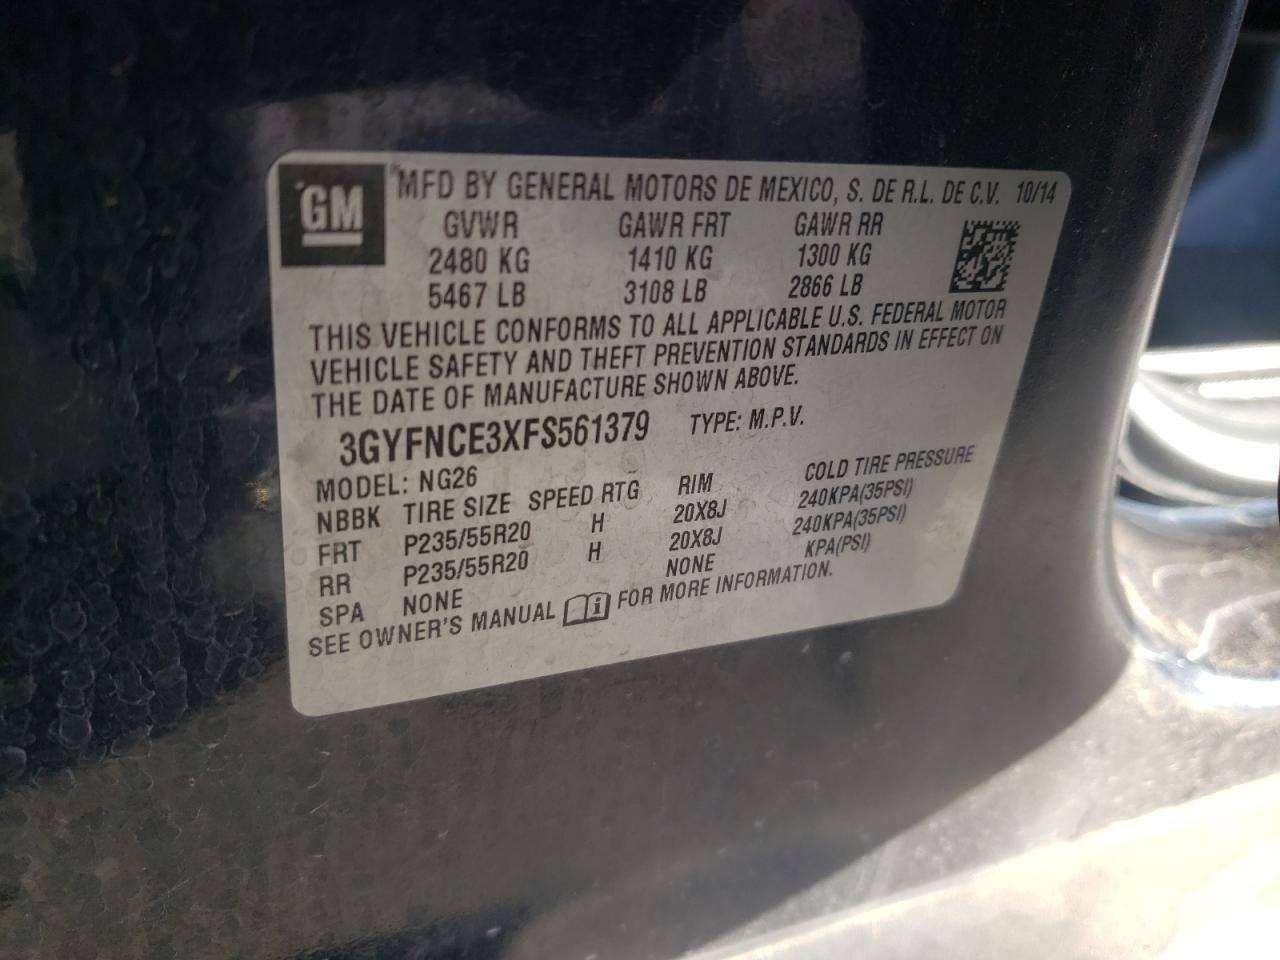 GM
MFD BY GENERAL MOTORS DE MEXICO, S. DE R.L. DE C.V. 10/14
GVWR GAWR FRT GAWR RR
2480 KG 1410 KG 1300 KG
5467 LB 3108 LB 2866 LB
THIS VEHICLE CONFORMS TO ALL APPLICABLE U.S. FEDERAL MOTOR
VEHICLE SAFETY AND THEFT PREVENTION STANDARDS IN EFFECT ON
THE DATE OF MANUFACTURE SHOWN ABOVE.
3GYFNCE3XFS561379 TYPE: M.P.V.
MODEL: NG26
NBBK TIRE SIZE SPEED RTG RIM COLD TIRE PRESSURE
FRT P235/55R20 H 20X8J 240KPA(35PSI)
RR P235/55R20 H 20X8J 240KPA(35PSI)
SPA NONE NONE KPA(PSI)
SEE OWNER'S MANUAL i FOR MORE INFORMATION.